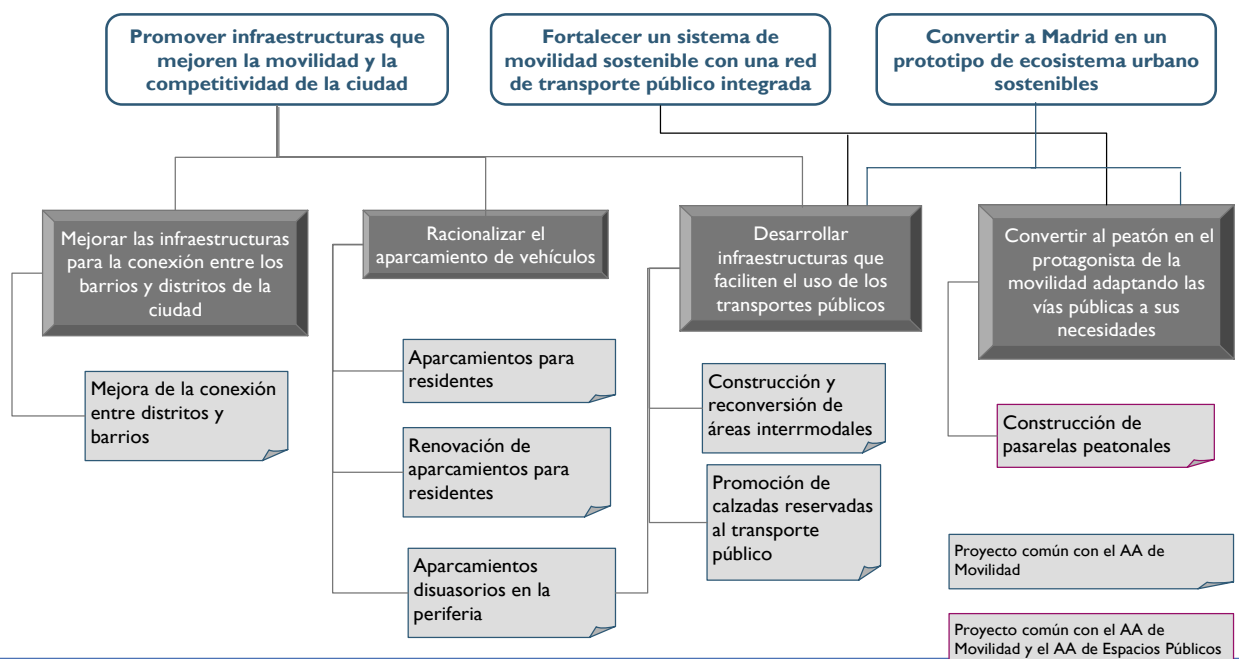 Promover infraestructuras que
mejoren la movilidad y la
competitividad de la ciudad
Fortalecer un sistema de
movilidad sostenible con una red
de transporte público integrada
Convertir a Madrid en un
prototipo de ecosistema urbano
sostenibles
Mejorar las infraestructuras
para la conexión entre los
barrios y distritos de la
ciudad
Racionalizar el
aparcamiento de vehículos
Desarrollar
infraestructuras que
faciliten el uso de los
transportes públicos
Convertir al peatón en el
protagonista de la
movilidad adaptando las
vías públicas a sus
necesidades
Mejora de la conexión
entre distritos y
barrios
Aparcamientos para
residentes
Renovación de
aparcamientos para
residentes
Aparcamientos
disuasorios en la
periferia
Construcción y
reconversión de
áreas interrmodales
Promoción de
calzadas reservadas
al transporte
público
Construcción de
pasarelas peatonales
Proyecto común con el AA de
Movilidad
Proyecto común con el AA de
Movilidad y el AA de Espacios Públicos